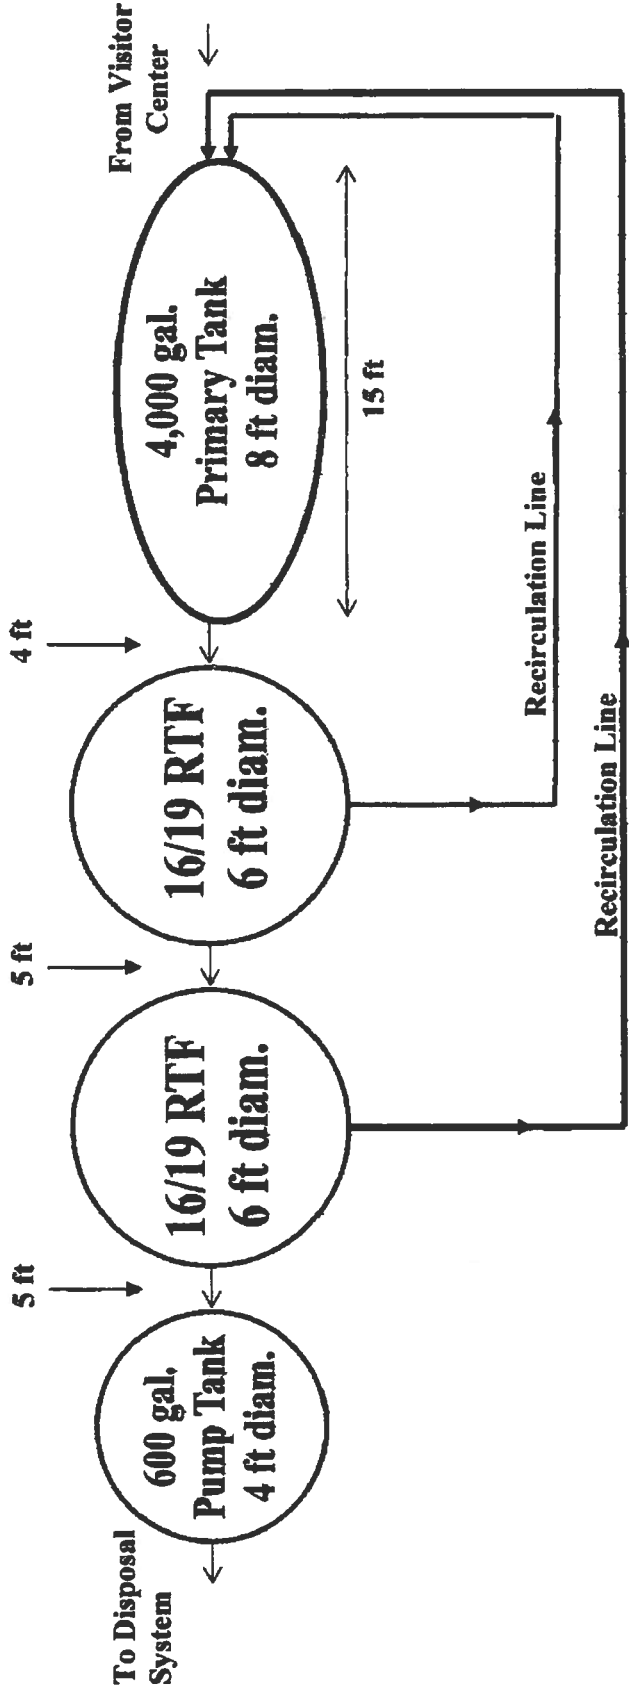 To Disposal
System
600 gal.
Pump Tank
4 ft diam.
5 ft
16/19 RTF
6 ft diam.
5 ft
16/19 RTF
6 ft diam.
4 ft
4,000 gal.
Primary Tank
8 ft diam.
15 ft
From Visitor
Center
Recirculation Line
Recirculation Line